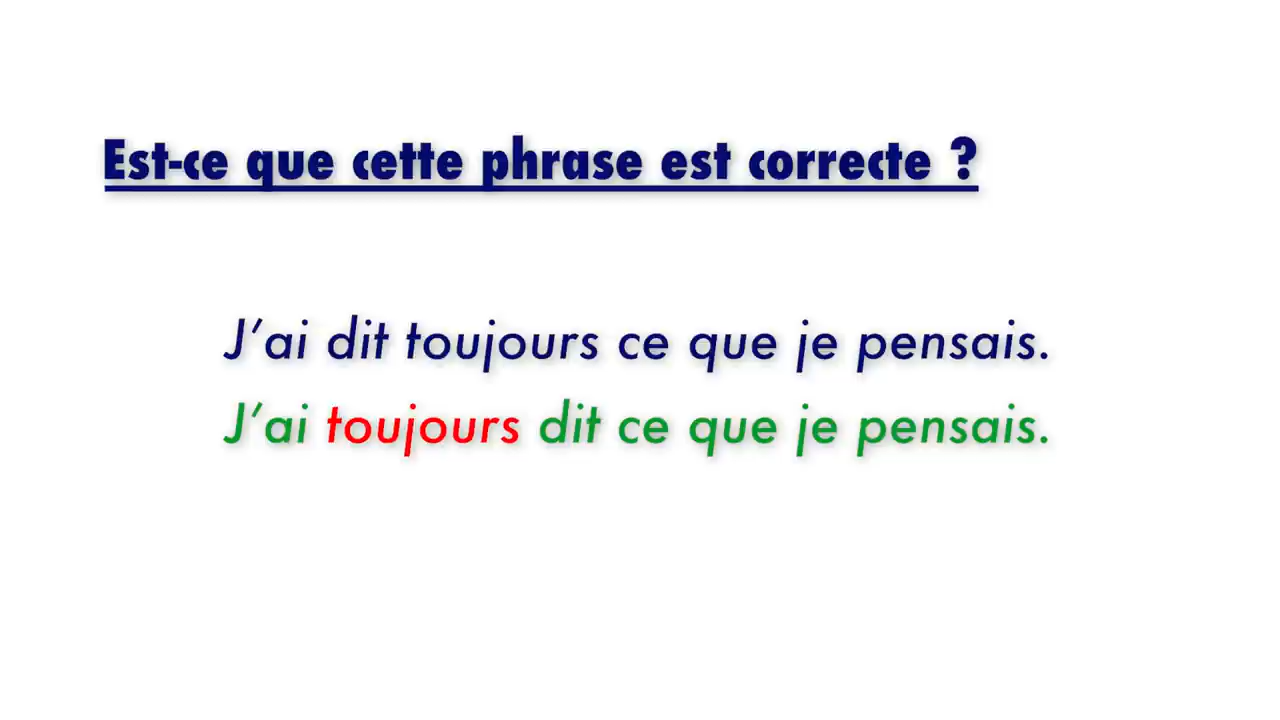 Est-ce que cette phrase est correcte ?
J’ai dit toujours ce que je pensais.
J’ai toujours dit ce que je pensais.